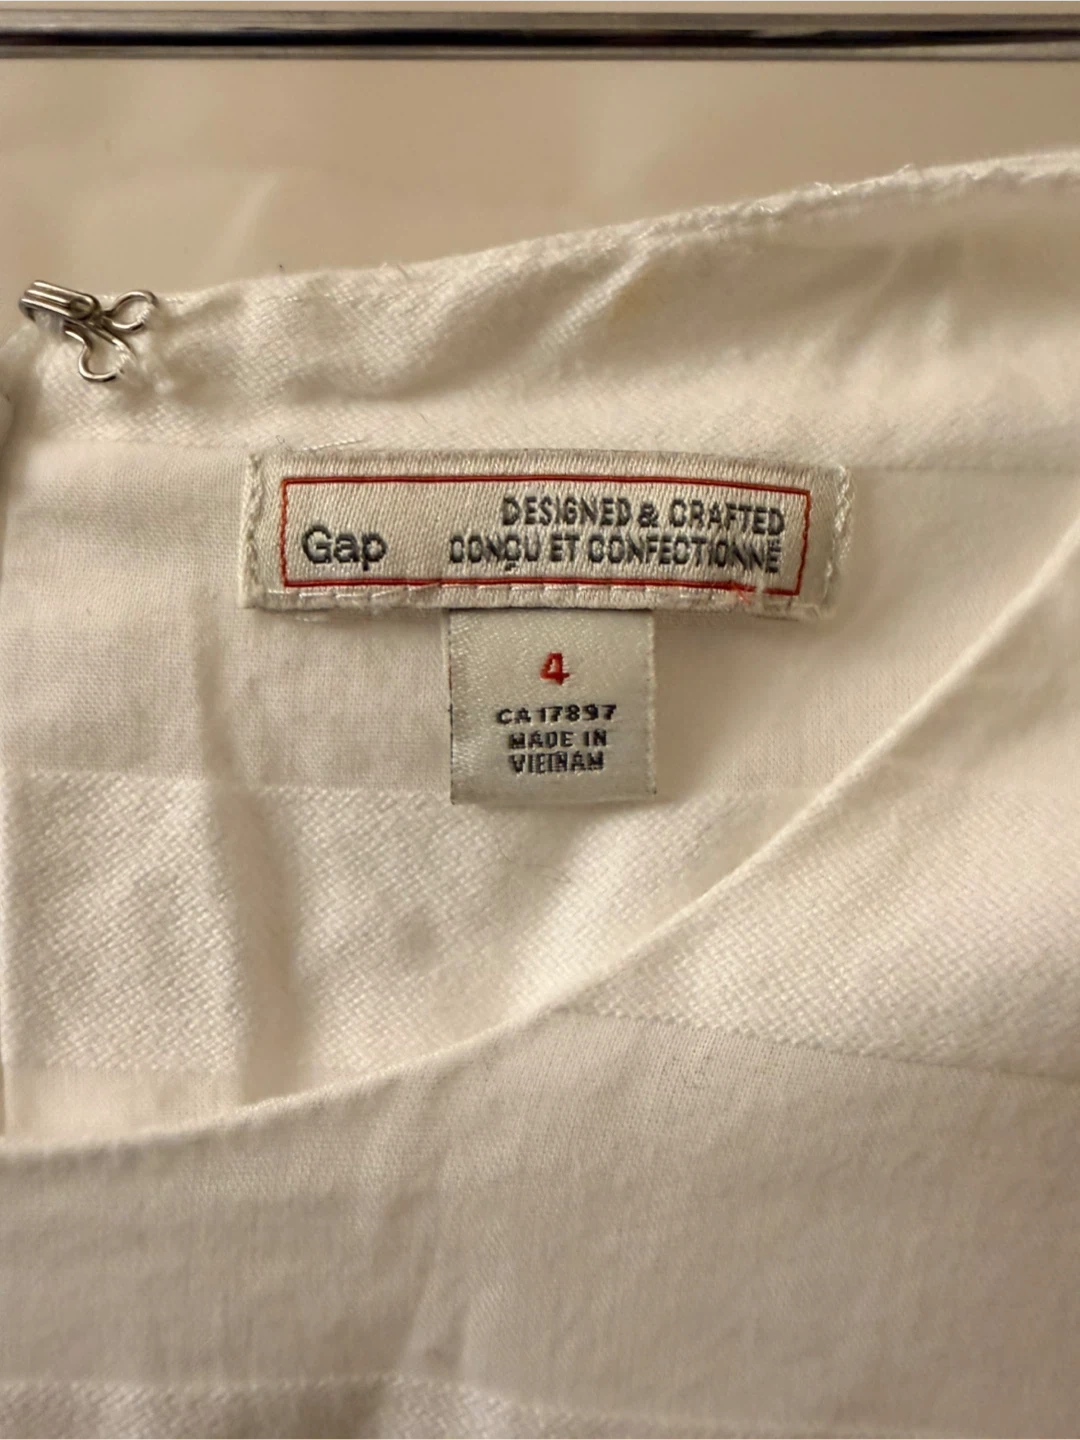 Gap
DESIGNED & CRAFTED
CONÇU ET CONFECTIONNÉ
4
CA17897
MADE IN
VIETNAM